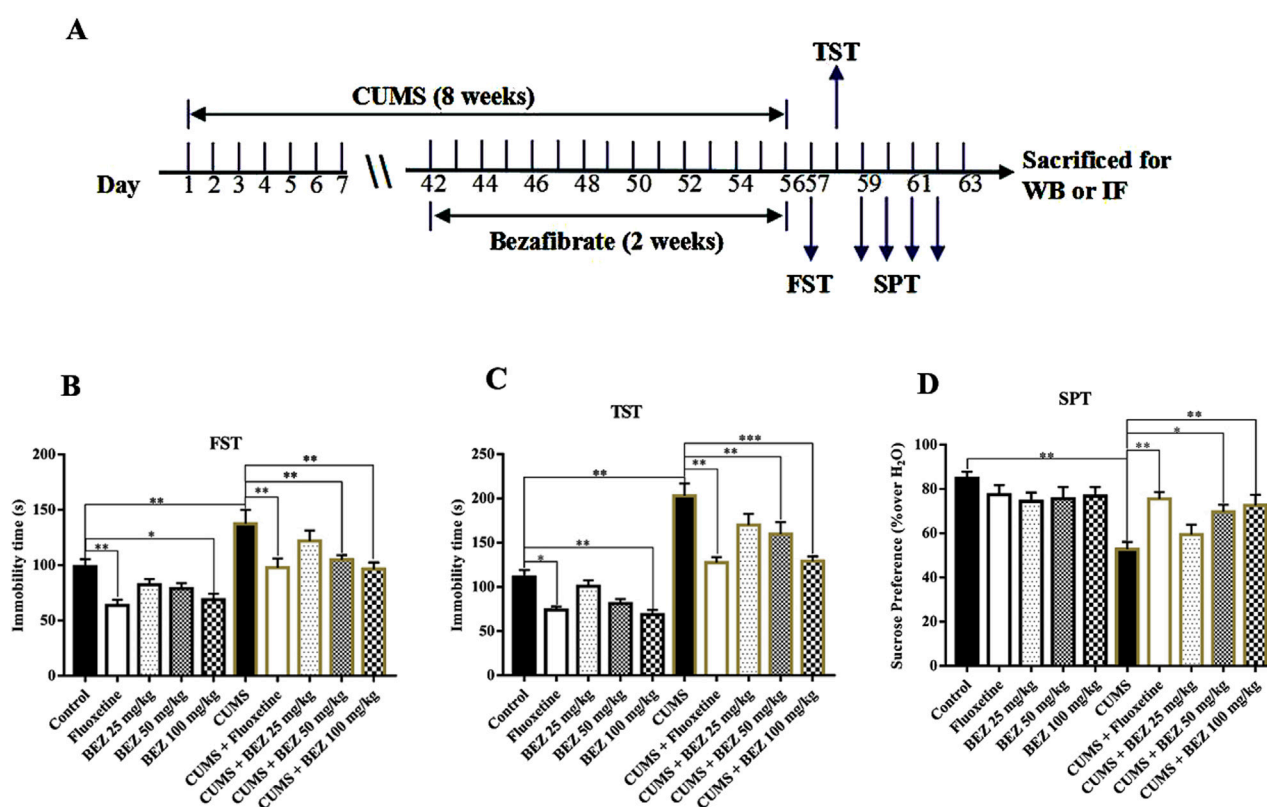 A
TST
CUMS (8 weeks)
Day
1 2 3 4 5 6 7 42 44 46 48 50 52 54 56 57 59 61 63
Sacrificed for
WB or IF
Bezafibrate (2 weeks)
FST SPT
B
FST
Immobility time (s)
200
150
100
50
0
** * ** ** ** **
Control
Fluoxetine
BEZ 25 mg/kg
BEZ 50 mg/kg
BEZ 100 mg/kg
CUMS
CUMS + Fluoxetine
CUMS + BEZ 25 mg/kg
CUMS + BEZ 50 mg/kg
CUMS + BEZ 100 mg/kg
C
TST
Immobility time (s)
250
200
150
100
50
0
* ** ** ** ** ***
Control
Fluoxetine
BEZ 25 mg/kg
BEZ 50 mg/kg
BEZ 100 mg/kg
CUMS
CUMS + Fluoxetine
CUMS + BEZ 25 mg/kg
CUMS + BEZ 50 mg/kg
CUMS + BEZ 100 mg/kg
D
SPT
Sucrose Preference (%over H₂O)
100
80
60
40
20
0
** ** * **
Control
Fluoxetine
BEZ 25 mg/kg
BEZ 50 mg/kg
BEZ 100 mg/kg
CUMS
CUMS + Fluoxetine
CUMS + BEZ 25 mg/kg
CUMS + BEZ 50 mg/kg
CUMS + BEZ 100 mg/kg